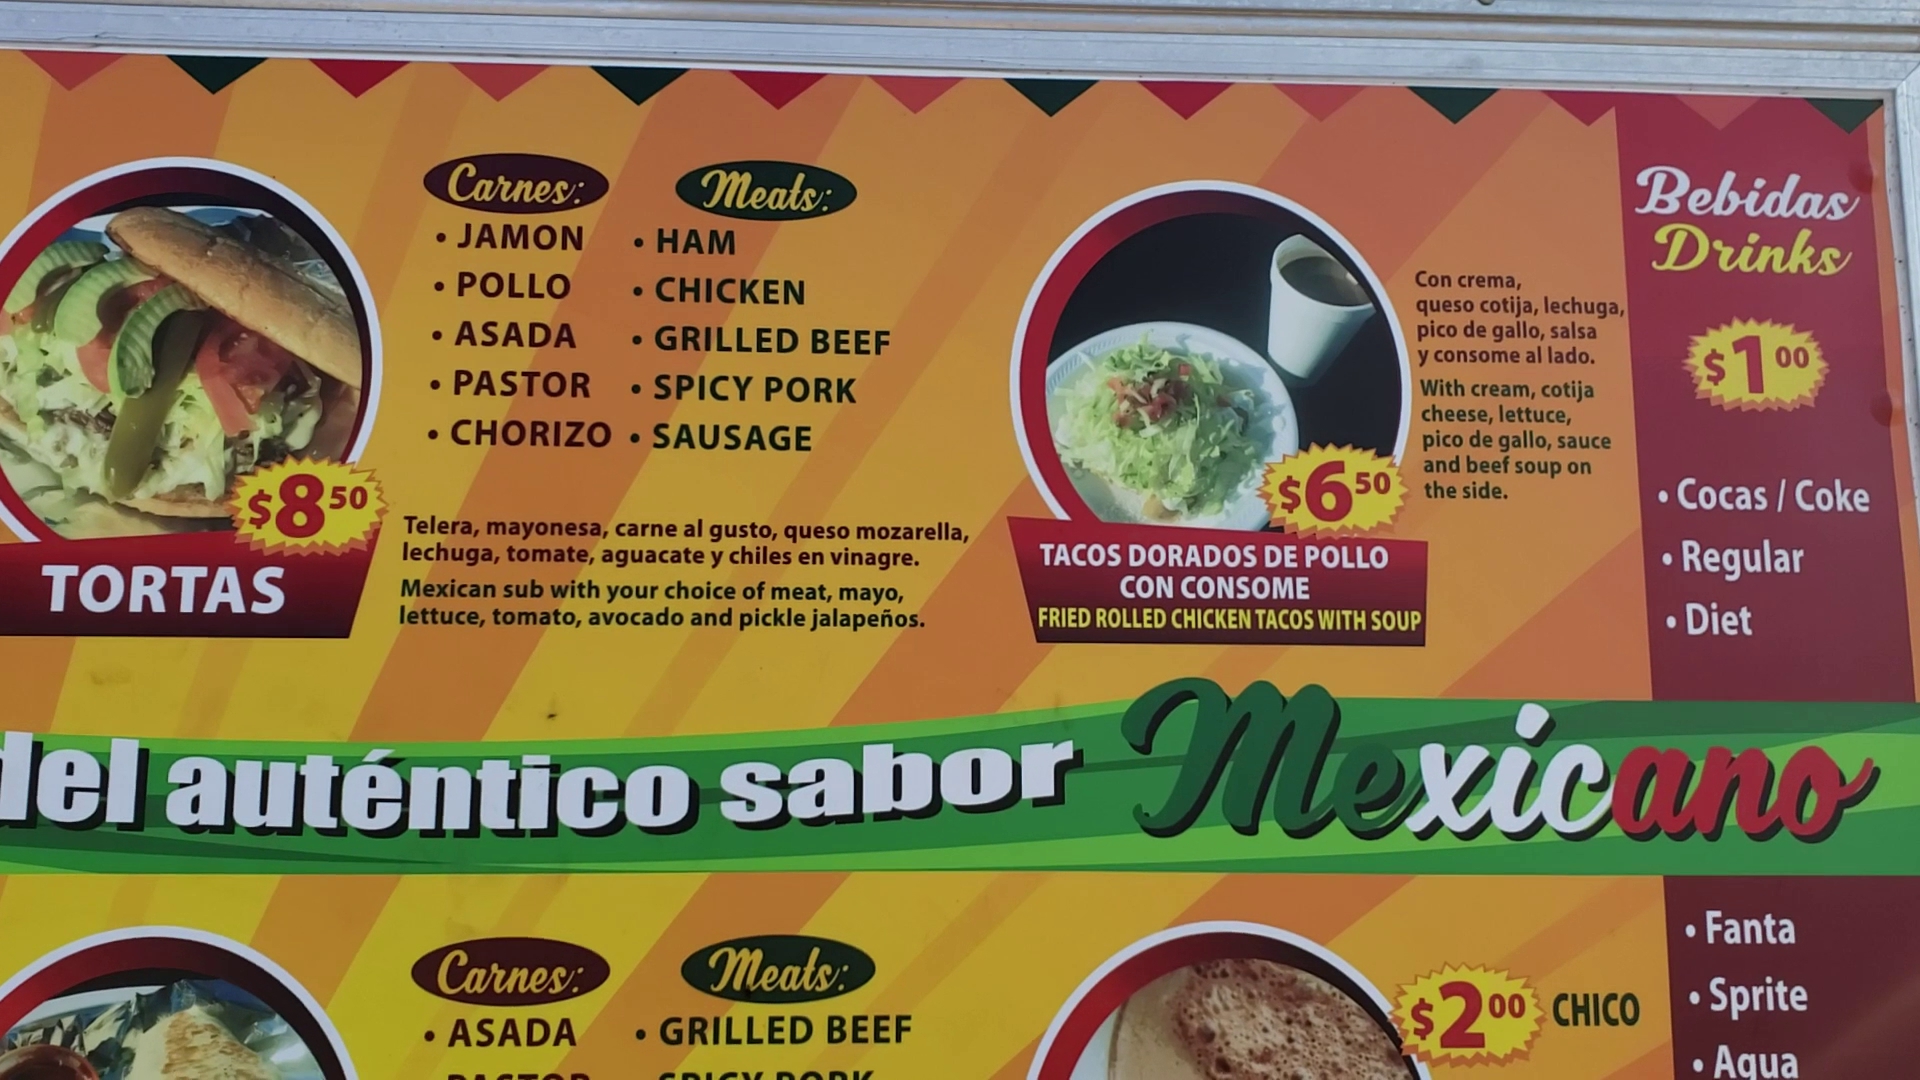 Carnes:
• JAMON
• POLLO
• ASADA
• PASTOR
• CHORIZO
Meats:
• HAM
• CHICKEN
• GRILLED BEEF
• SPICY PORK
• SAUSAGE
$8 50
TORTAS
Telera, mayonesa, carne al gusto, queso mozarella,
lechuga, tomate, aguacate y chiles en vinagre.
Mexican sub with your choice of meat, mayo,
lettuce, tomato, avocado and pickle jalapeños.
$6 50
TACOS DORADOS DE POLLO
CON CONSOME
FRIED ROLLED CHICKEN TACOS WITH SOUP
Con crema,
queso cotija, lechuga,
pico de gallo, salsa
y consome al lado.
With cream, cotija
cheese, lettuce,
pico de gallo, sauce
and beef soup on
the side.
Bebidas
Drinks
$1 00
• Cocas / Coke
• Regular
• Diet
del auténtico sabor Mexicano
Carnes:
• ASADA
PASTOR
Meats:
• GRILLED BEEF
SPICY PORK
$2 00 CHICO
• Fanta
• Sprite
• Agua